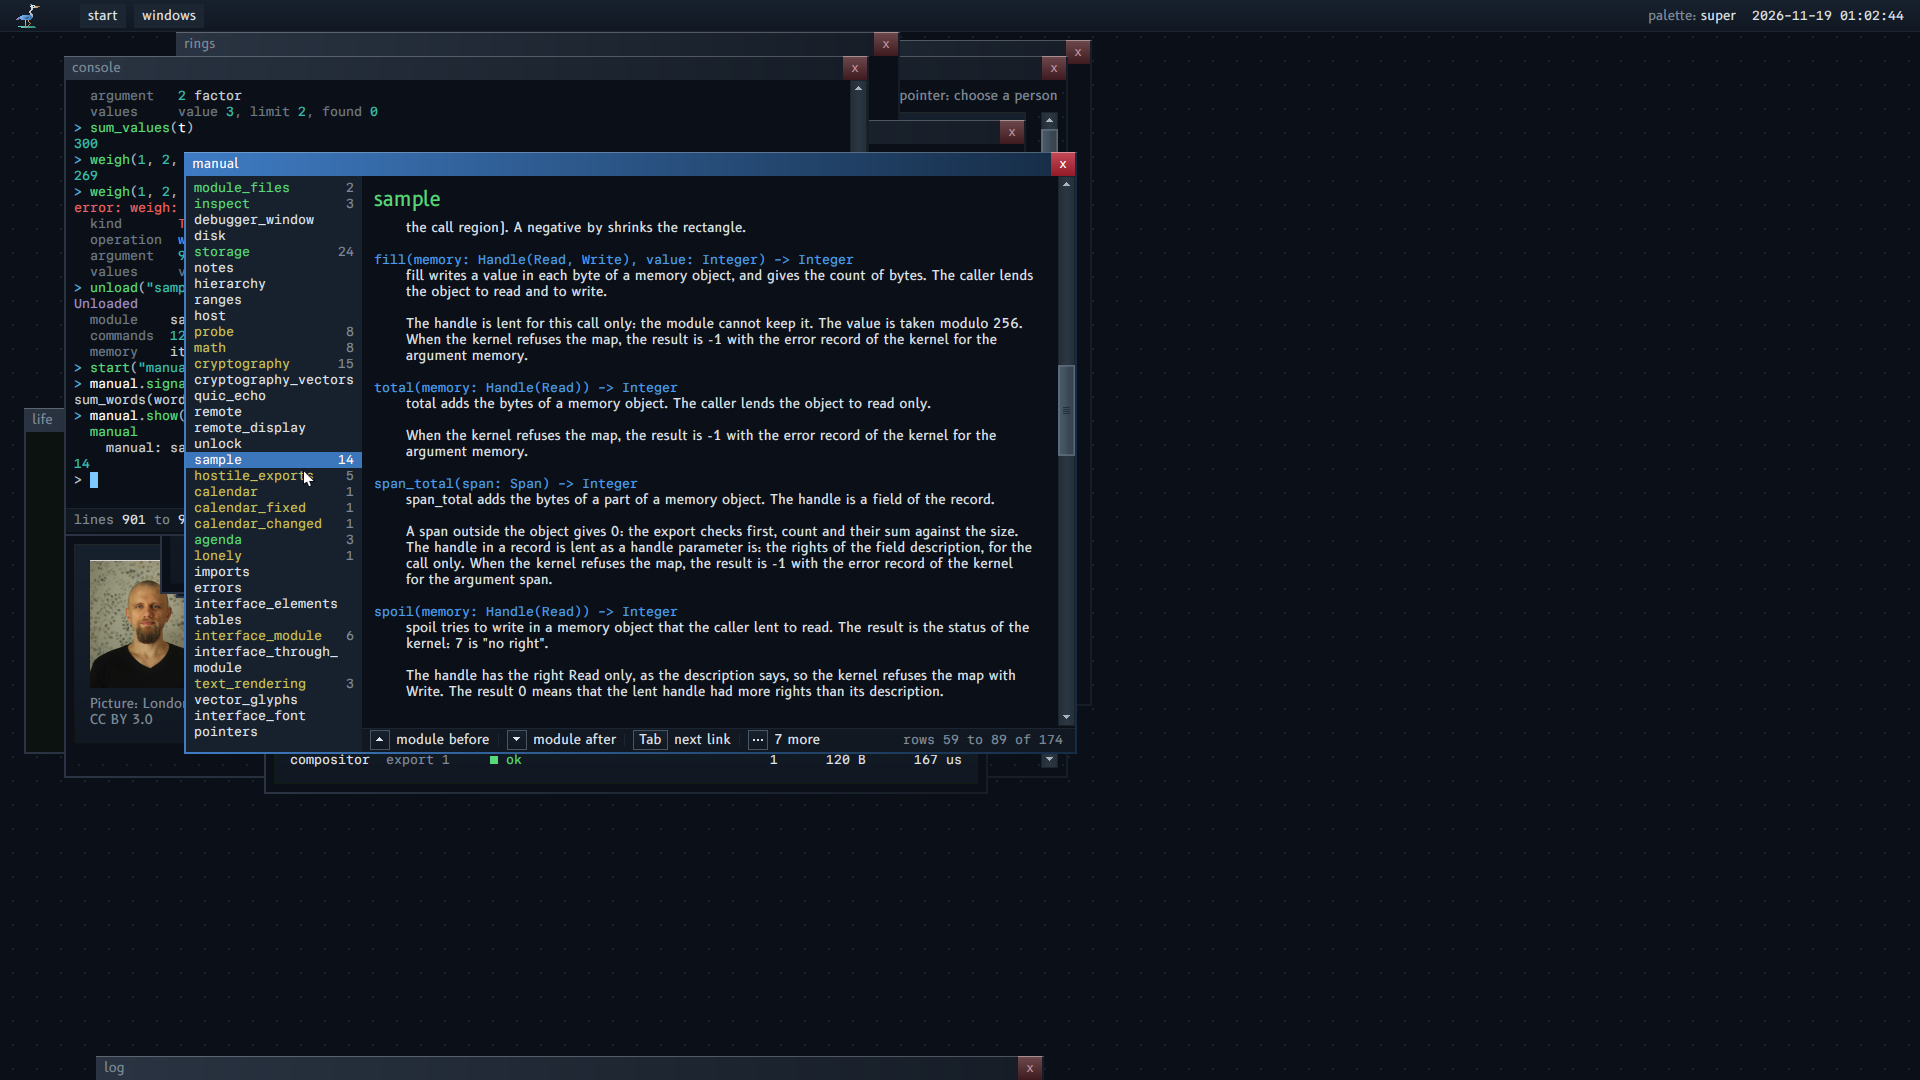 start windows palette: super 2026-11-19 01:02:44
rings x
x
console x
x
argument 2 factor
pointer: choose a person
values value 3, limit 2, found 0
> sum_values(t)
300
x
> weigh(1, 2,
269
> weigh(1, 2,
error: weigh:
kind
operation
argument
values
> unload("samp
Unloaded
module sa
commands 12
memory it
> start("manua
> manual.signa
sum_words(word
> manual.show(
manual
manual: sa
14
>
lines 901 to 9
life
Picture: Londo
CC BY 3.0
manual x
module_files 2
inspect 3
debugger_window
disk
storage 24
notes
hierarchy
ranges
host
probe 8
math 8
cryptography 15
cryptography_vectors
quic_echo
remote
remote_display
unlock
sample 14
hostile_exports 5
calendar 1
calendar_fixed 1
calendar_changed 1
agenda 3
lonely 1
imports
errors
interface_elements
tables
interface_module 6
interface_through_
module
text_rendering 3
vector_glyphs
interface_font
pointers
sample
the call region]. A negative by shrinks the rectangle.
fill(memory: Handle(Read, Write), value: Integer) -> Integer
fill writes a value in each byte of a memory object, and gives the count of bytes. The caller lends
the object to read and to write.
The handle is lent for this call only: the module cannot keep it. The value is taken modulo 256.
When the kernel refuses the map, the result is -1 with the error record of the kernel for the
argument memory.
total(memory: Handle(Read)) -> Integer
total adds the bytes of a memory object. The caller lends the object to read only.
When the kernel refuses the map, the result is -1 with the error record of the kernel for the
argument memory.
span_total(span: Span) -> Integer
span_total adds the bytes of a part of a memory object. The handle is a field of the record.
A span outside the object gives 0: the export checks first, count and their sum against the size.
The handle in a record is lent as a handle parameter is: the rights of the field description, for the
call only. When the kernel refuses the map, the result is -1 with the error record of the kernel
for the argument span.
spoil(memory: Handle(Read)) -> Integer
spoil tries to write in a memory object that the caller lent to read. The result is the status of the
kernel: 7 is "no right".
The handle has the right Read only, as the description says, so the kernel refuses the map with
Write. The result 0 means that the lent handle had more rights than its description.
module before module after Tab next link ... 7 more rows 59 to 89 of 174
compositor export 1 ok 1 120 B 167 us
log x